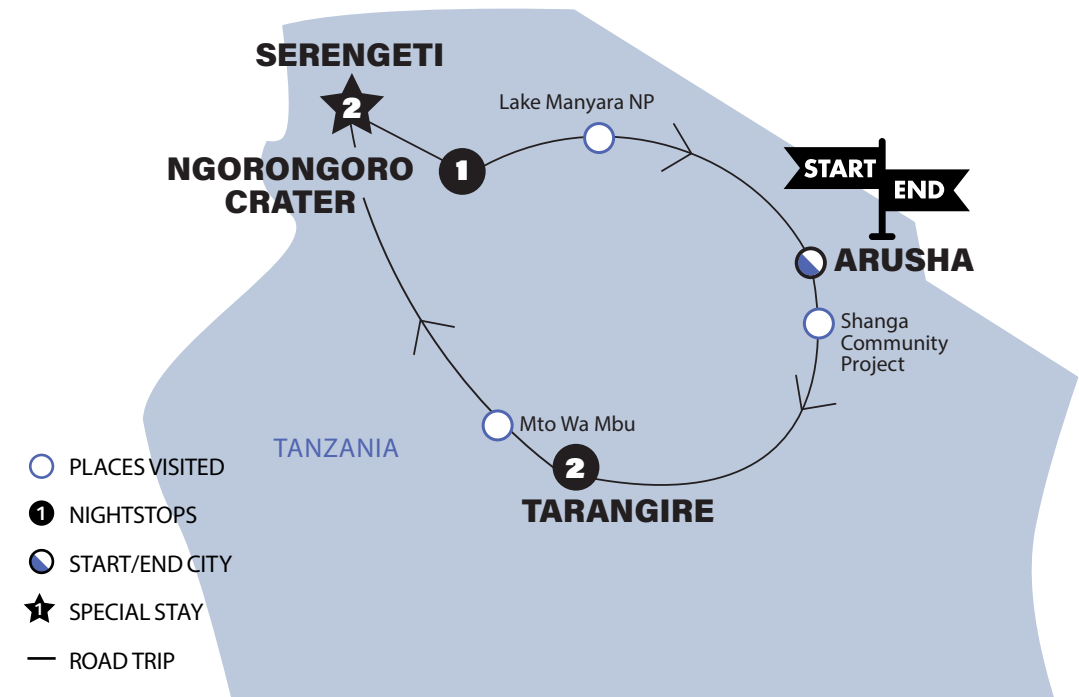 SERENGETI
2
Lake Manyara NP
NGORONGORO
CRATER
1
START
END
ARUSHA
Shanga
Community
Project
Mto Wa Mbu
TANZANIA
2
TARANGIRE
PLACES VISITED
1 NIGHTSTOPS
START/END CITY
1 SPECIAL STAY
ROAD TRIP